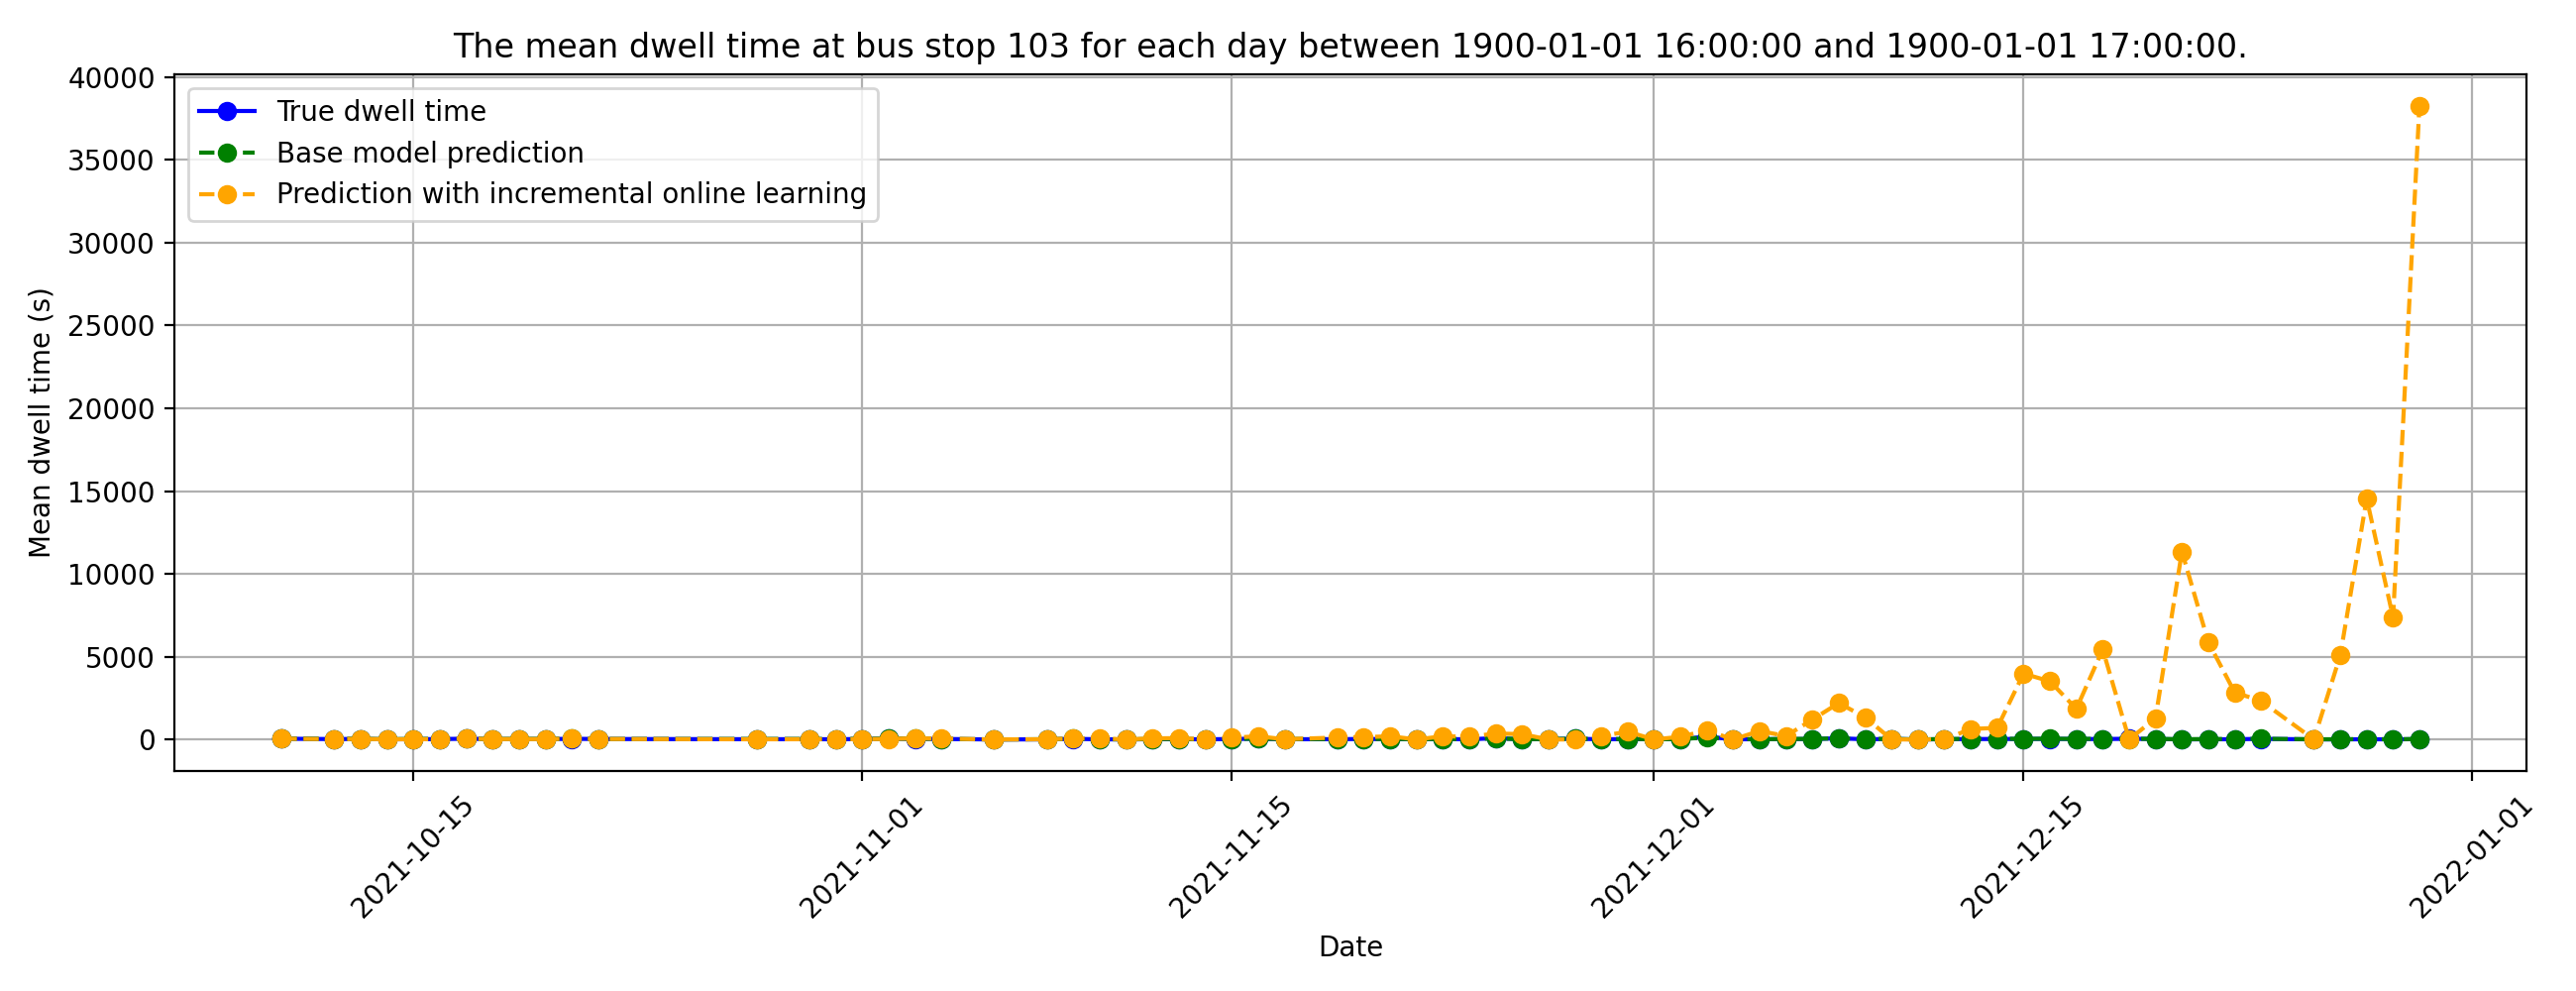 The mean dwell time at bus stop 103 for each day between 1900-01-01 16:00:00 and 1900-01-01 17:00:00.
True dwell time
Base model prediction
Prediction with incremental online learning
Mean dwell time (s)
40000
35000
30000
25000
20000
15000
10000
5000
0
2021-10-15
2021-11-01
2021-11-15
2021-12-01
2021-12-15
2022-01-01
Date